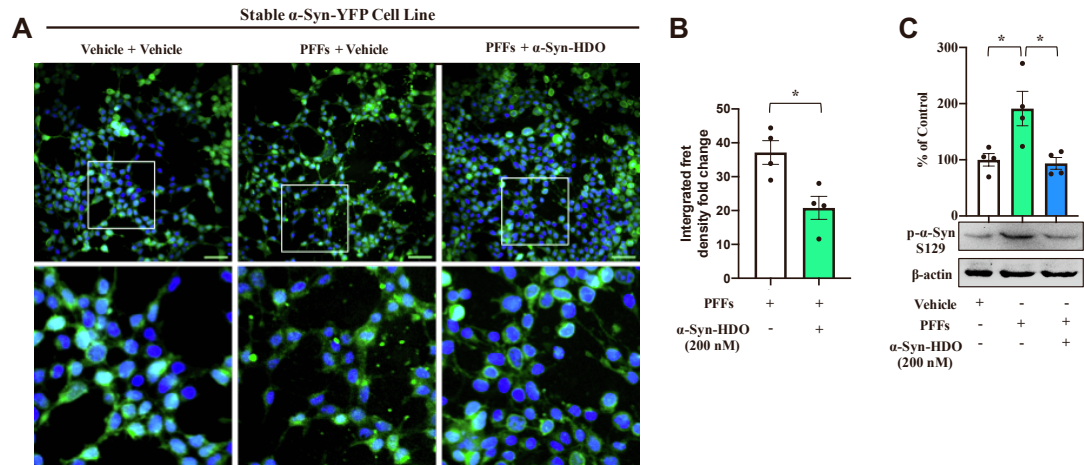 Stable α-Syn-YFP Cell Line
A
Vehicle + Vehicle
PFFs + Vehicle
PFFs + α-Syn-HDO
B
Intergrated fret
density fold change
50
40
30
20
10
0
*
PFFs + +
α-Syn-HDO - +
(200 nM)
C
% of Control
300
200
100
0
* *
p-α-Syn
S129
β-actin
Vehicle + - -
PFFs - + +
α-Syn-HDO - - +
(200 nM)